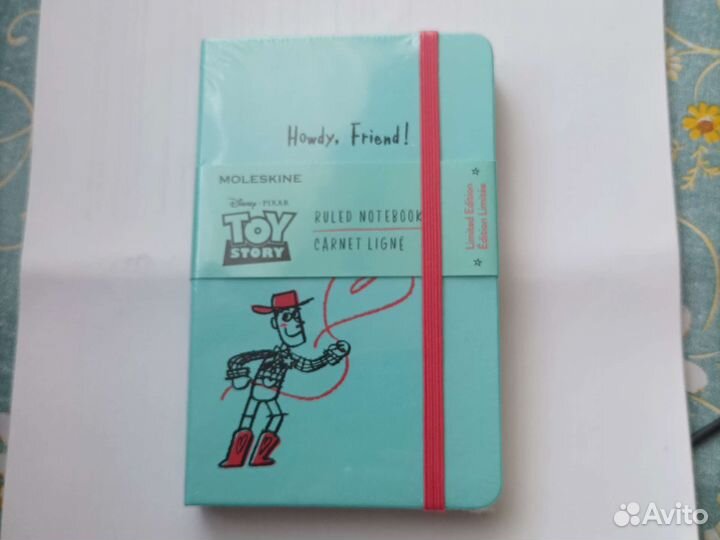 Howdy, Friend!
MOLESKINE
Disney · PIXAR
TOY
STORY
RULED NOTEBOOK
CARNET LIGNÉ
Limited Edition
Édition Limitée
Avito